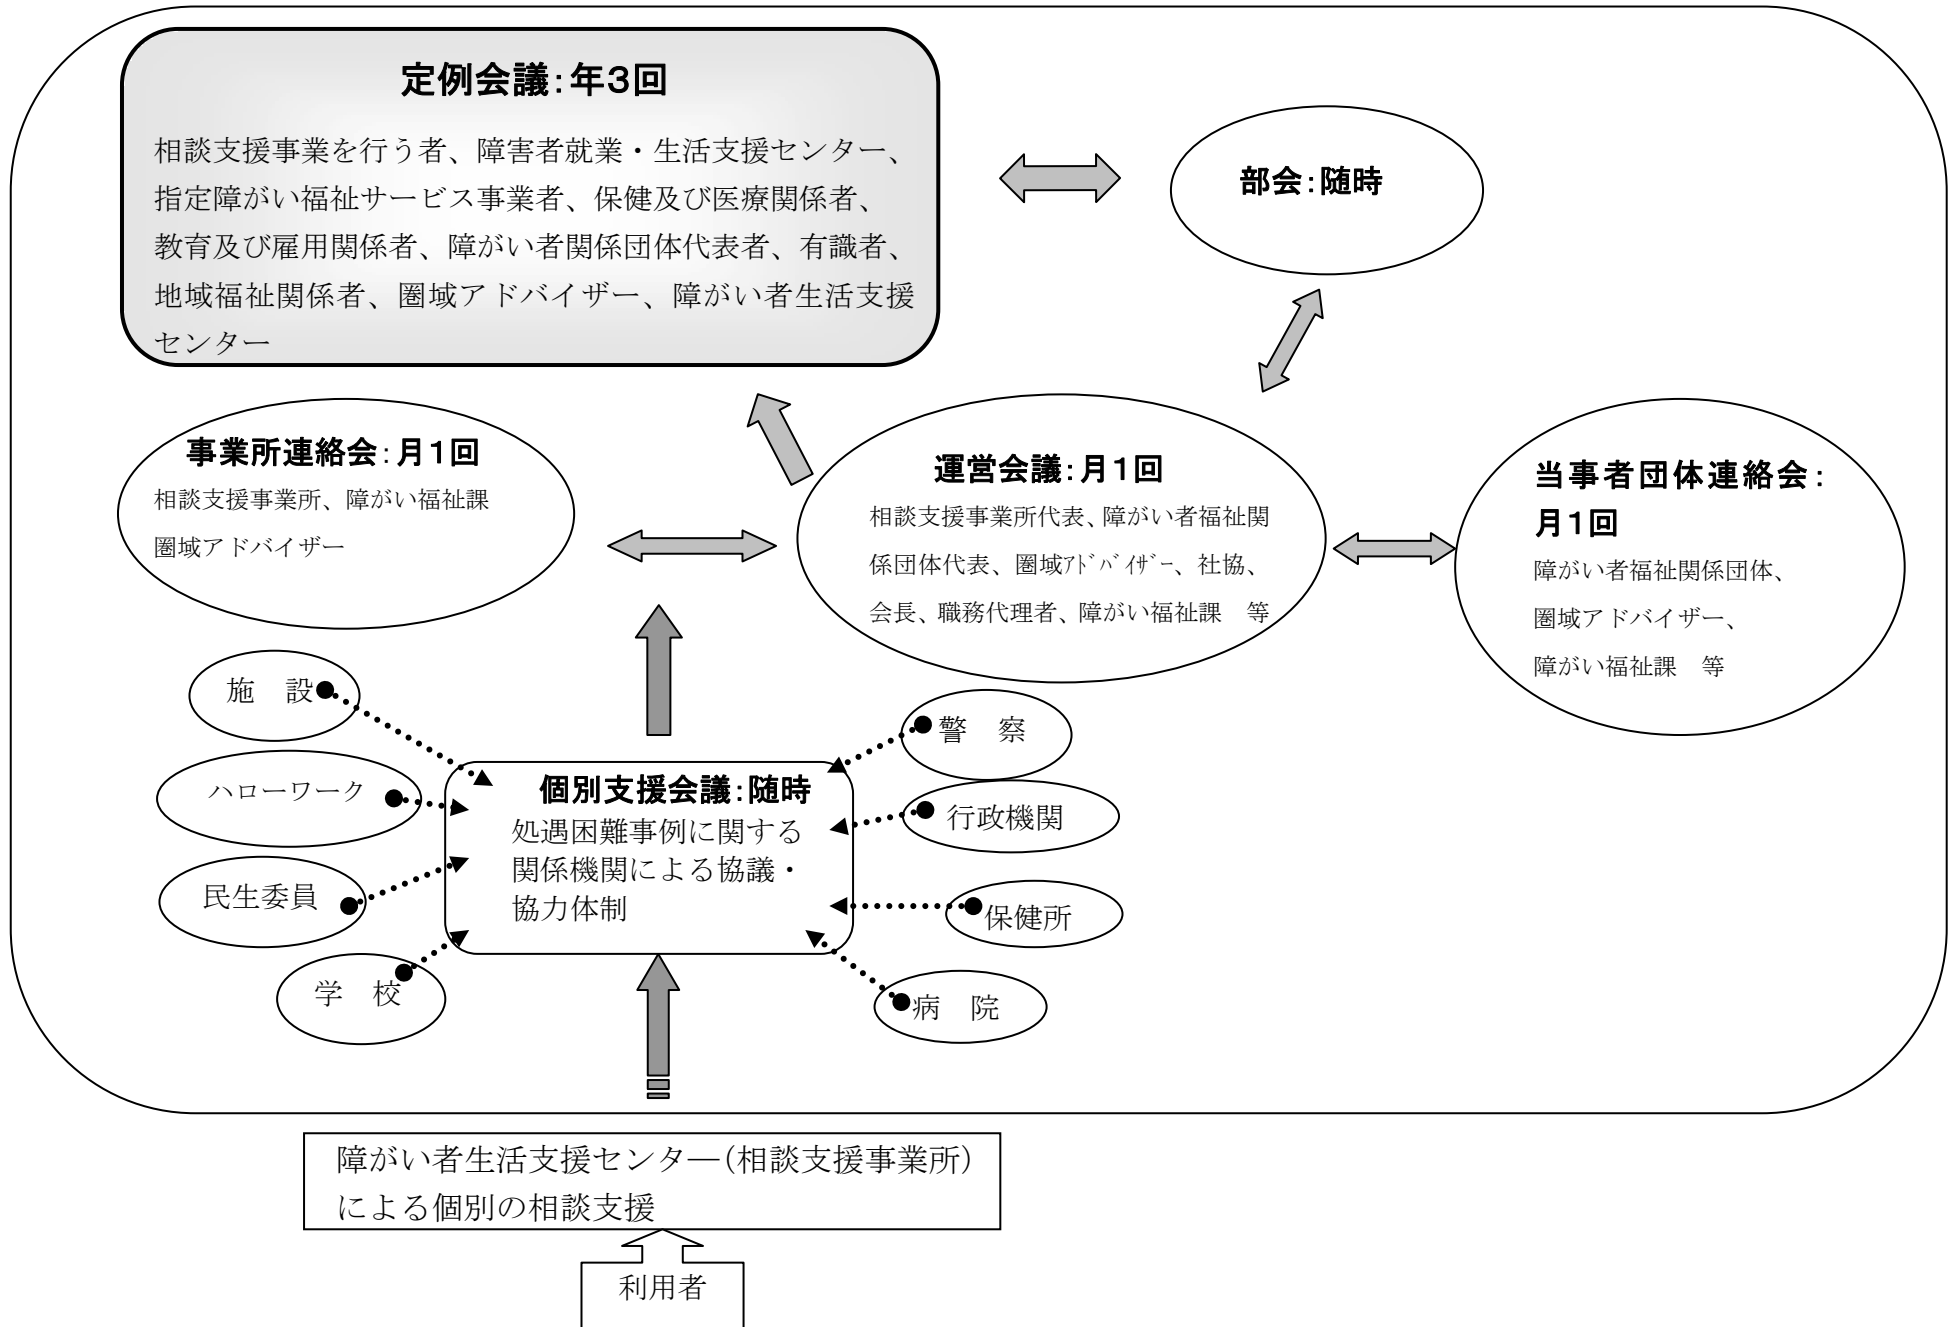 定例会議:年3回
相談支援事業を行う者、障害者就業・生活支援センター、
指定障がい福祉サービス事業者、保健及び医療関係者、
教育及び雇用関係者、障がい者関係団体代表者、有識者、
地域福祉関係者、圏域アドバイザー、障がい者生活支援
センター
部会:随時
事業所連絡会:月1回
相談支援事業所、障がい福祉課
圏域アドバイザー
運営会議:月1回
相談支援事業所代表、障がい者福祉関
係団体代表、圏域ｱﾄﾞﾊﾞｲｻﾞｰ、社協、
会長、職務代理者、障がい福祉課　等
当事者団体連絡会:
月1回
障がい者福祉関係団体、
圏域アドバイザー、
障がい福祉課　等
施　設
ハローワーク
民生委員
学　校
個別支援会議:随時
処遇困難事例に関する
関係機関による協議・
協力体制
警　察
行政機関
保健所
病　院
障がい者生活支援センタ―(相談支援事業所)
による個別の相談支援
利用者